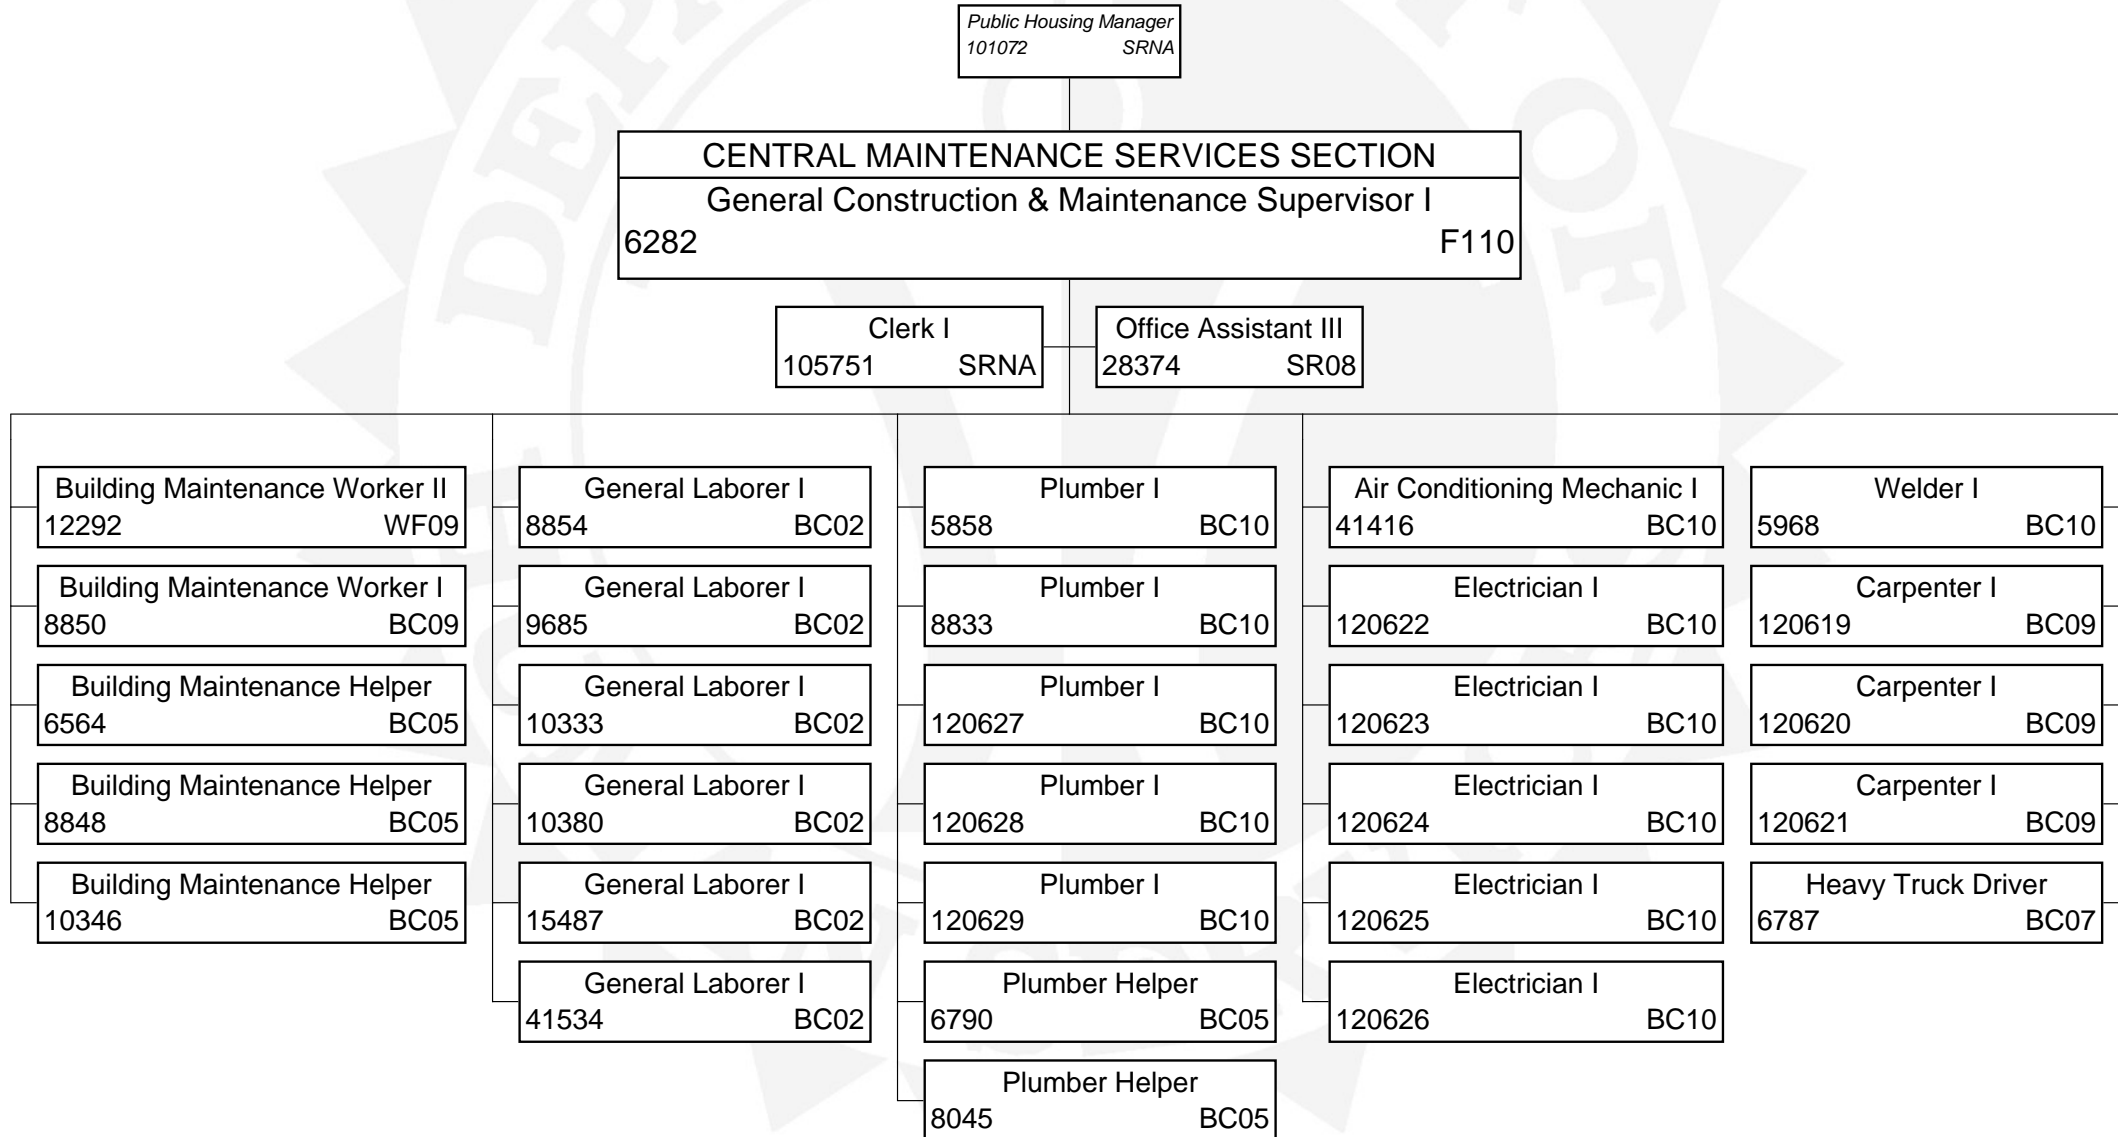 Public Housing Manager
101072 SRNA
CENTRAL MAINTENANCE SERVICES SECTION
General Construction & Maintenance Supervisor I
6282 F110
Clerk I
105751 SRNA
Office Assistant III
28374 SR08
Building Maintenance Worker II
12292 WF09
Building Maintenance Worker I
8850 BC09
Building Maintenance Helper
6564 BC05
Building Maintenance Helper
8848 BC05
Building Maintenance Helper
10346 BC05
General Laborer I
8854 BC02
General Laborer I
9685 BC02
General Laborer I
10333 BC02
General Laborer I
10380 BC02
General Laborer I
15487 BC02
General Laborer I
41534 BC02
Plumber I
5858 BC10
Plumber I
8833 BC10
Plumber I
120627 BC10
Plumber I
120628 BC10
Plumber I
120629 BC10
Plumber Helper
6790 BC05
Plumber Helper
8045 BC05
Air Conditioning Mechanic I
41416 BC10
Electrician I
120622 BC10
Electrician I
120623 BC10
Electrician I
120624 BC10
Electrician I
120625 BC10
Electrician I
120626 BC10
Welder I
5968 BC10
Carpenter I
120619 BC09
Carpenter I
120620 BC09
Carpenter I
120621 BC09
Heavy Truck Driver
6787 BC07